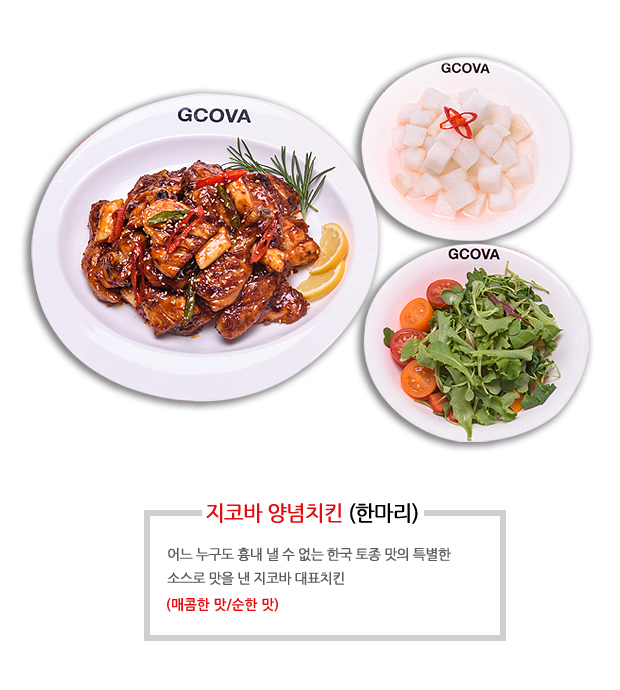 GCOVA
GCOVA
GCOVA
지코바 양념치킨 (한마리)
어느 누구도 흉내 낼 수 없는 한국 토종 맛의 특별한
소스로 맛을 낸 지코바 대표치킨
(매콤한 맛/순한 맛)